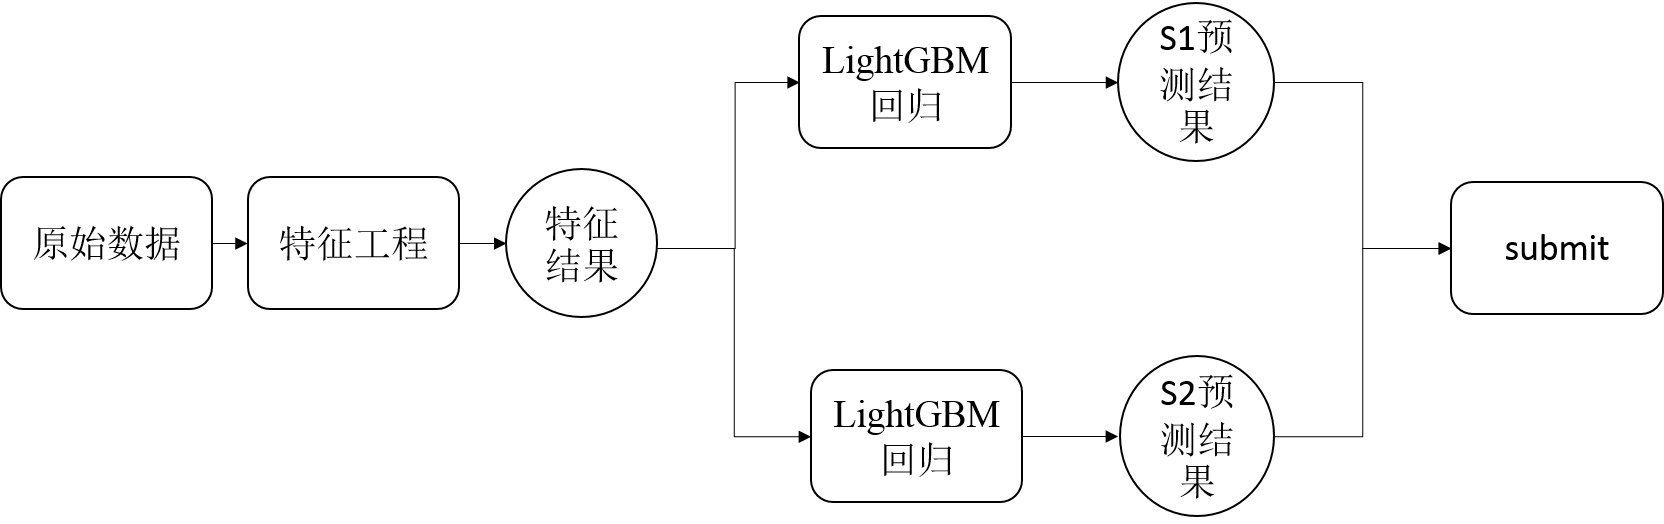 原始数据
特征工程
特征
结果
LightGBM
回归
S1预
测结
果
LightGBM
回归
S2预
测结
果
submit